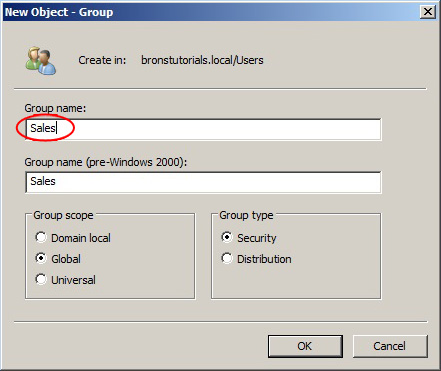 New Object - Group
Create in: bronstutorials.local/Users
Group name:
Sales
Group name (pre-Windows 2000):
Sales
Group scope
Domain local
Global
Universal
Group type
Security
Distribution
OK Cancel